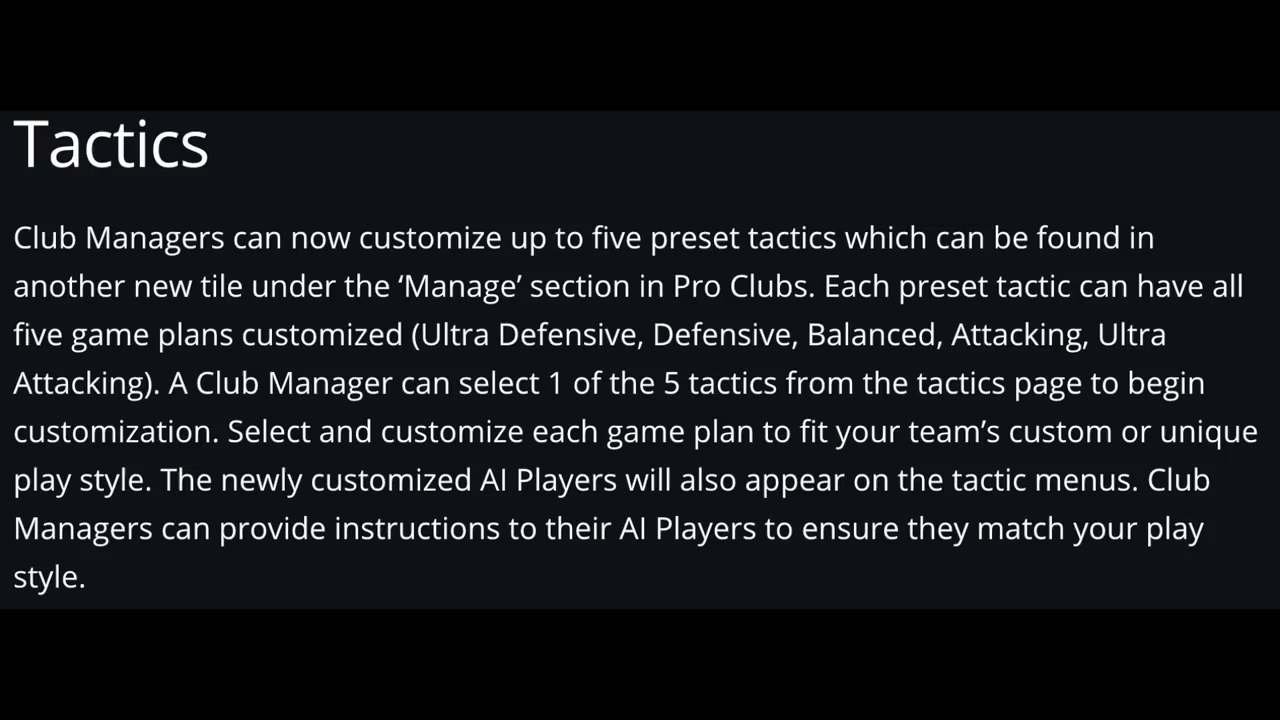 Tactics
Club Managers can now customize up to five preset tactics which can be found in
another new tile under the ‘Manage’ section in Pro Clubs. Each preset tactic can have all
five game plans customized (Ultra Defensive, Defensive, Balanced, Attacking, Ultra
Attacking). A Club Manager can select 1 of the 5 tactics from the tactics page to begin
customization. Select and customize each game plan to fit your team’s custom or unique
play style. The newly customized AI Players will also appear on the tactic menus. Club
Managers can provide instructions to their AI Players to ensure they match your play
style.